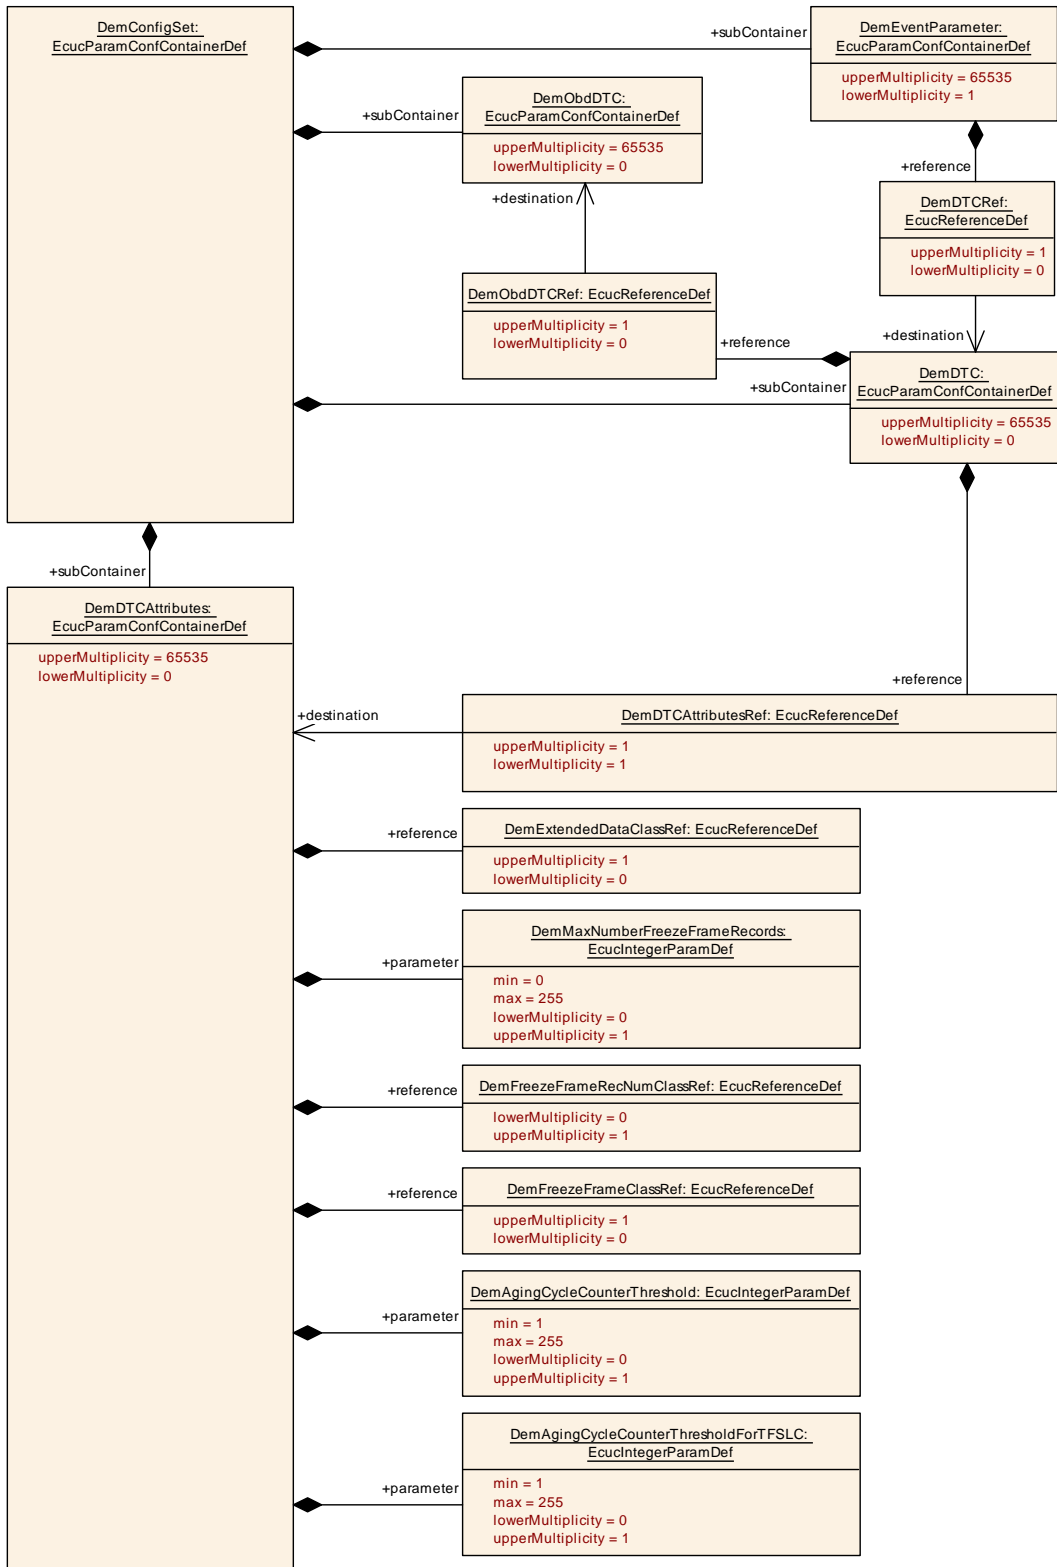 DemConfigSet:
EcucParamConfContainerDef
+subContainer
DemEventParameter:
EcucParamConfContainerDef
upperMultiplicity = 65535
lowerMultiplicity = 1
+subContainer
DemObdDTC:
EcucParamConfContainerDef
upperMultiplicity = 65535
lowerMultiplicity = 0
+reference
+destination
DemDTCRef:
EcucReferenceDef
upperMultiplicity = 1
lowerMultiplicity = 0
DemObdDTCRef: EcucReferenceDef
upperMultiplicity = 1
lowerMultiplicity = 0
+reference
+destination
DemDTC:
EcucParamConfContainerDef
upperMultiplicity = 65535
lowerMultiplicity = 0
+subContainer
+subContainer
DemDTCAttributes:
EcucParamConfContainerDef
upperMultiplicity = 65535
lowerMultiplicity = 0
+reference
+destination
DemDTCAttributesRef: EcucReferenceDef
upperMultiplicity = 1
lowerMultiplicity = 1
+reference
DemExtendedDataClassRef: EcucReferenceDef
upperMultiplicity = 1
lowerMultiplicity = 0
+parameter
DemMaxNumberFreezeFrameRecords:
EcucIntegerParamDef
min = 0
max = 255
lowerMultiplicity = 0
upperMultiplicity = 1
+reference
DemFreezeFrameRecNumClassRef: EcucReferenceDef
lowerMultiplicity = 0
upperMultiplicity = 1
+reference
DemFreezeFrameClassRef: EcucReferenceDef
upperMultiplicity = 1
lowerMultiplicity = 0
+parameter
DemAgingCycleCounterThreshold: EcucIntegerParamDef
min = 1
max = 255
lowerMultiplicity = 0
upperMultiplicity = 1
+parameter
DemAgingCycleCounterThresholdForTFSLC:
EcucIntegerParamDef
min = 1
max = 255
lowerMultiplicity = 0
upperMultiplicity = 1